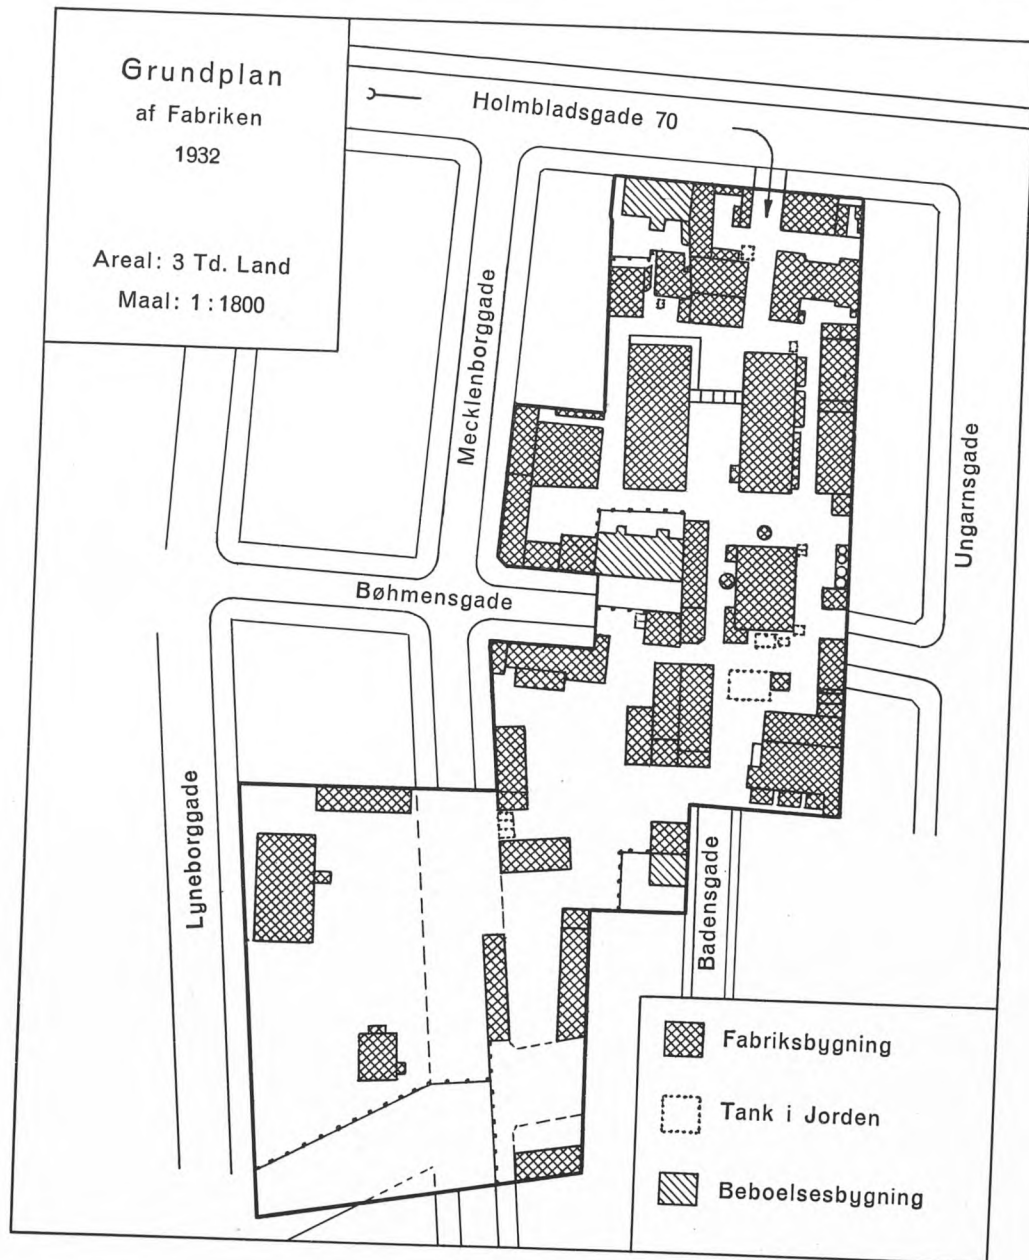 Grundplan
af Fabriken
1932
Areal: 3 Td. Land
Maal: 1:1800
Holmbladsgade 70
Mecklenborggade
Ungarnsgade
Bøhmensgade
Lyneborggade
Badensgade
Fabriksbygning
Tank i Jorden
Beboelsesbygning